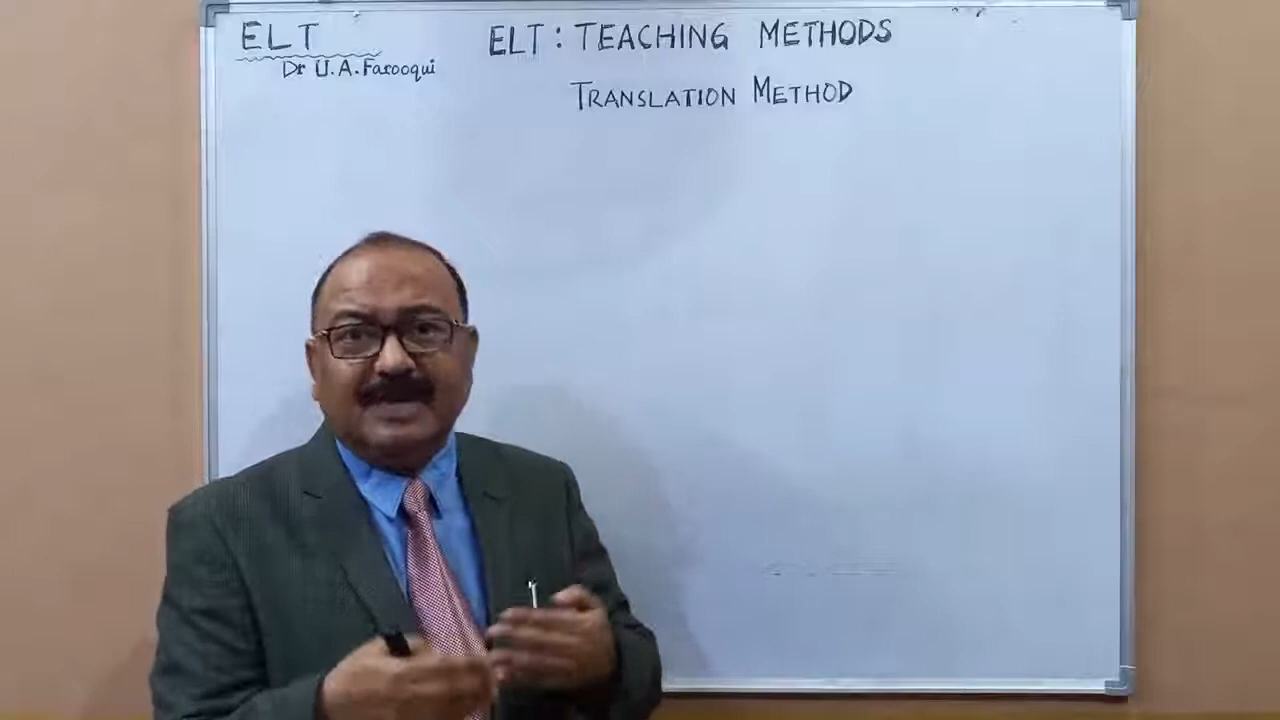 ELT
Dr U.A.Farooqui
ELT : TEACHING METHODS
TRANSLATION METHOD